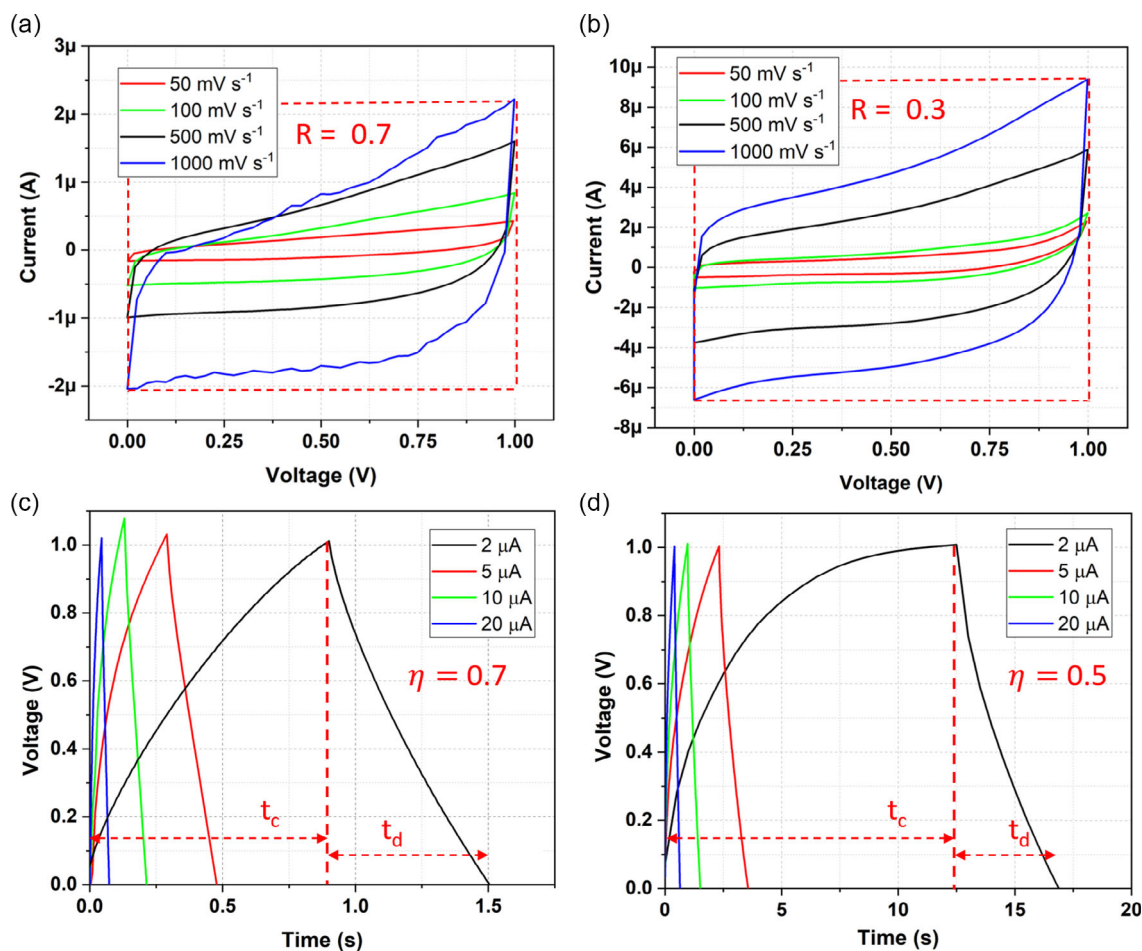 (a)
3µ
2µ
1µ
0
-1µ
-2µ
Current (A)
50 mV s⁻¹
100 mV s⁻¹
500 mV s⁻¹
1000 mV s⁻¹
R = 0.7
0.00 0.25 0.50 0.75 1.00
Voltage (V)
(b)
10µ
8µ
6µ
4µ
2µ
0
-2µ
-4µ
-6µ
-8µ
Current (A)
50 mV s⁻¹
100 mV s⁻¹
500 mV s⁻¹
1000 mV s⁻¹
R = 0.3
0.00 0.25 0.50 0.75 1.00
Voltage (V)
(c)
1.0
0.8
0.6
0.4
0.2
0.0
Voltage (V)
2 µA
5 µA
10 µA
20 µA
η = 0.7
t_c
t_d
0.0 0.5 1.0 1.5
Time (s)
(d)
1.0
0.8
0.6
0.4
0.2
0.0
Voltage (V)
2 µA
5 µA
10 µA
20 µA
η = 0.5
t_c
t_d
0 5 10 15 20
Time (s)